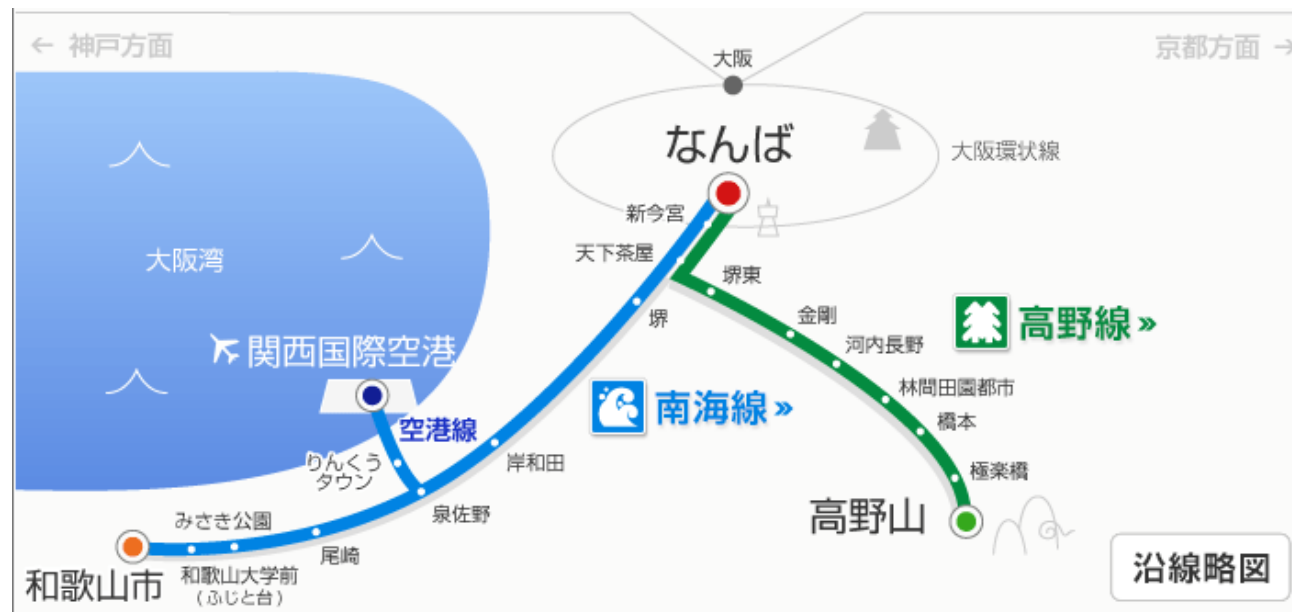 ← 神戸方面
京都方面 →
大阪
なんば
大阪環状線
新今宮
天下茶屋
大阪湾
堺東
堺
金剛
高野線»
関西国際空港
河内長野
林間田園都市
南海線»
橋本
空港線
りんくう
タウン
岸和田
極楽橋
泉佐野
高野山
みさき公園
尾崎
和歌山市
和歌山大学前
(ふじと台)
沿線略図